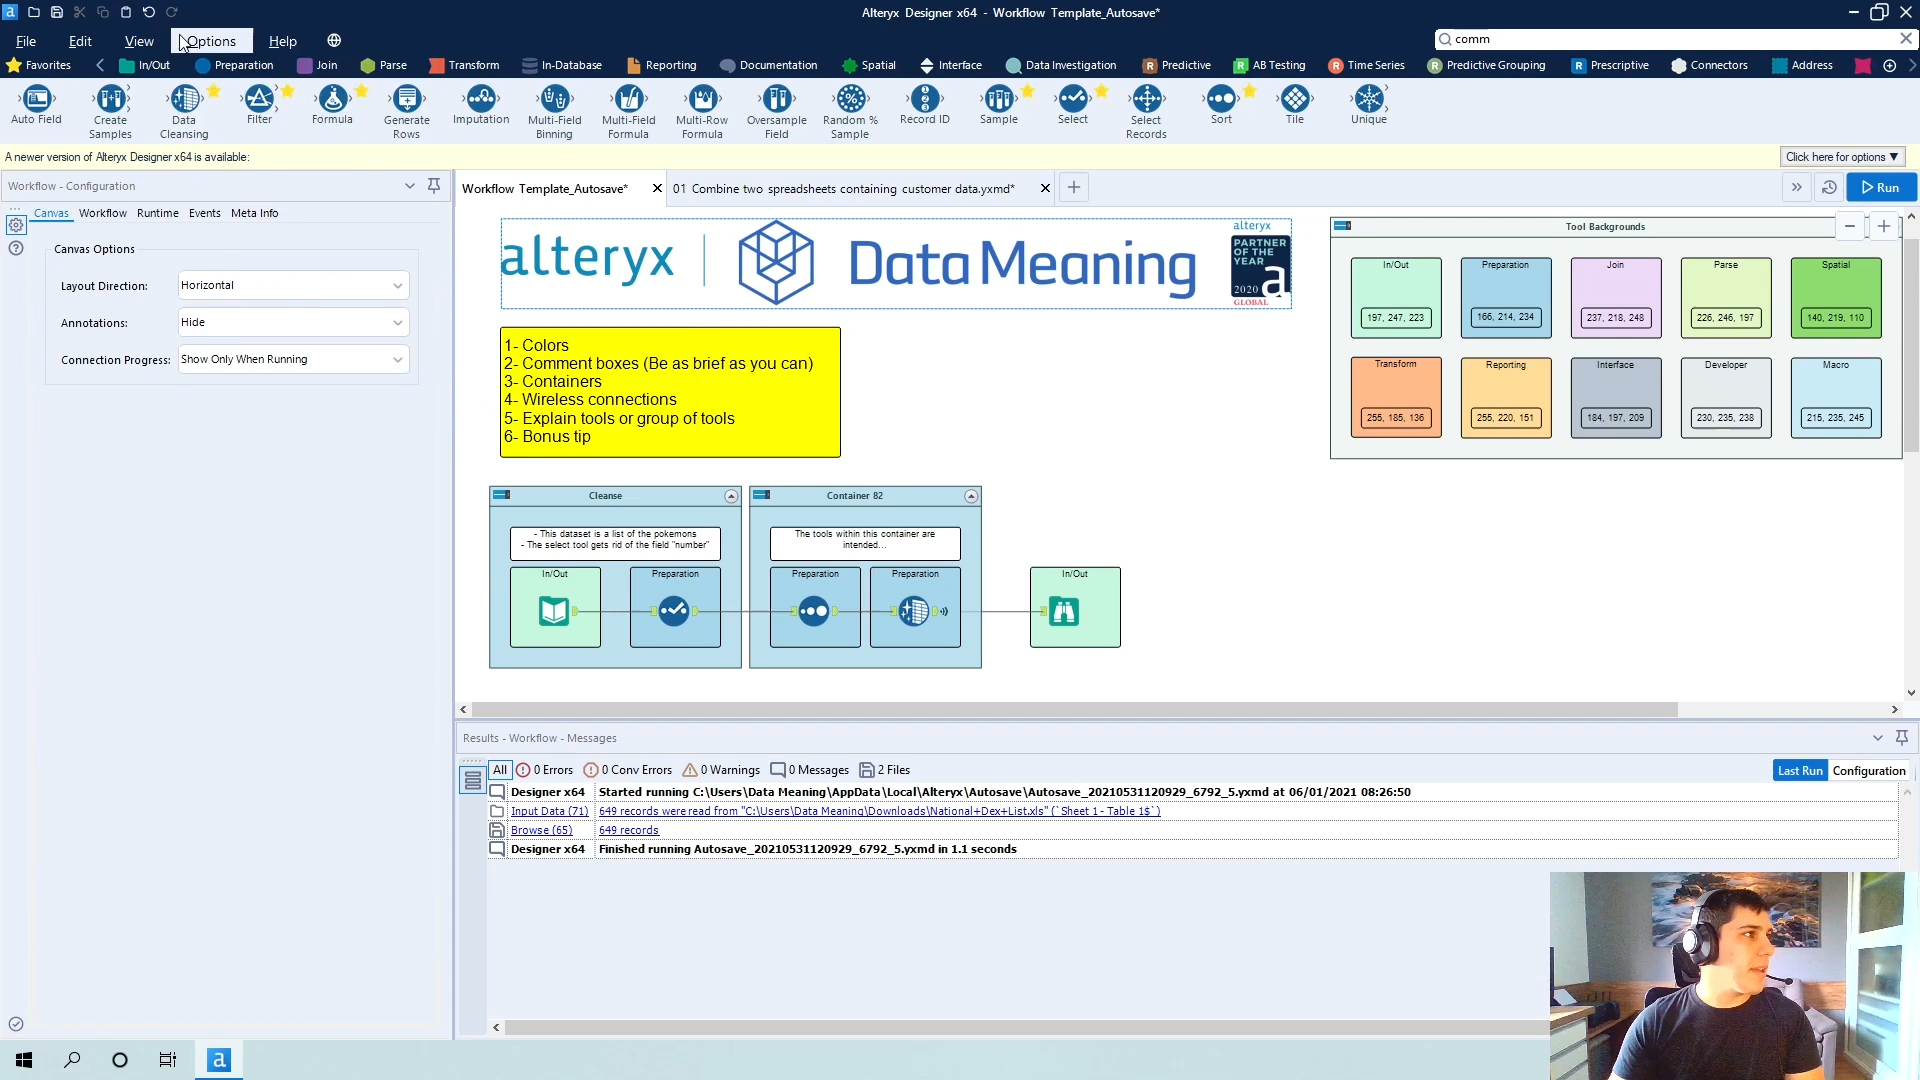 Alteryx Designer x64 - Workflow Template_Autosave*
File Edit View Options Help
comm
Favorites In/Out Preparation Join Parse Transform In-Database Reporting Documentation Spatial Interface Data Investigation Predictive AB Testing Time Series Predictive Grouping Prescriptive Connectors Address
Auto Field
Create Samples
Data Cleansing
Filter
Formula
Generate Rows
Imputation
Multi-Field Binning
Multi-Field Formula
Multi-Row Formula
Oversample Field
Random % Sample
Record ID
Sample
Select
Select Records
Sort
Tile
Unique
A newer version of Alteryx Designer x64 is available:
Click here for options ▼
Workflow - Configuration
Canvas Workflow Runtime Events Meta Info
Canvas Options
Layout Direction: Horizontal
Annotations: Hide
Connection Progress: Show Only When Running
Workflow Template_Autosave*
01 Combine two spreadsheets containing customer data.yxmd*
Run
alteryx
Data Meaning
alteryx
PARTNER
OF THE
YEAR
2020
GLOBAL
1- Colors
2- Comment boxes (Be as brief as you can)
3- Containers
4- Wireless connections
5- Explain tools or group of tools
6- Bonus tip
Tool Backgrounds
In/Out Preparation Join Parse Spatial
197, 247, 223 166, 214, 234 237, 218, 248 226, 246, 197 140, 219, 110
Transform Reporting Interface Developer Macro
255, 185, 136 255, 220, 151 184, 197, 209 230, 235, 238 215, 235, 245
Cleanse
- This dataset is a list of the pokemons
- The select tool gets rid of the field "number"
In/Out
Preparation
Container 82
The tools within this container are
intended...
Preparation
Preparation
In/Out
Results - Workflow - Messages
All 0 Errors 0 Conv Errors 0 Warnings 0 Messages 2 Files
Last Run Configuration
Designer x64 Started running C:\Users\Data Meaning\AppData\Local\Alteryx\Autosave\Autosave_20210531120929_6792_5.yxmd at 06/01/2021 08:26:50
Input Data (71) 649 records were read from "C:\Users\Data Meaning\Downloads\National+Dex+List.xls" (`Sheet 1 - Table 1$`)
Browse (65) 649 records
Designer x64 Finished running Autosave_20210531120929_6792_5.yxmd in 1.1 seconds